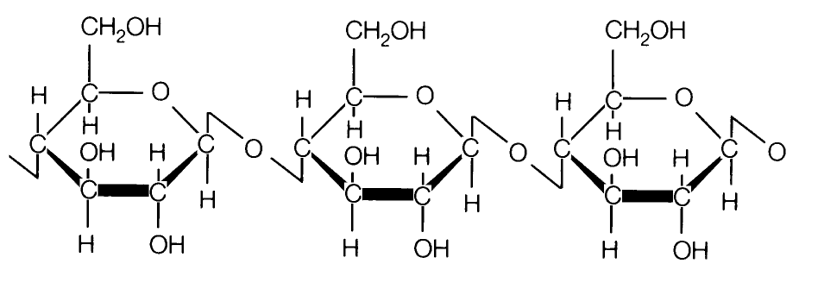 CH₂OH CH₂OH CH₂OH
H C O H C O H C O
H H H
C OH H C O C OH H C O C OH H C O
C C H C C H C C H
H OH H OH H OH